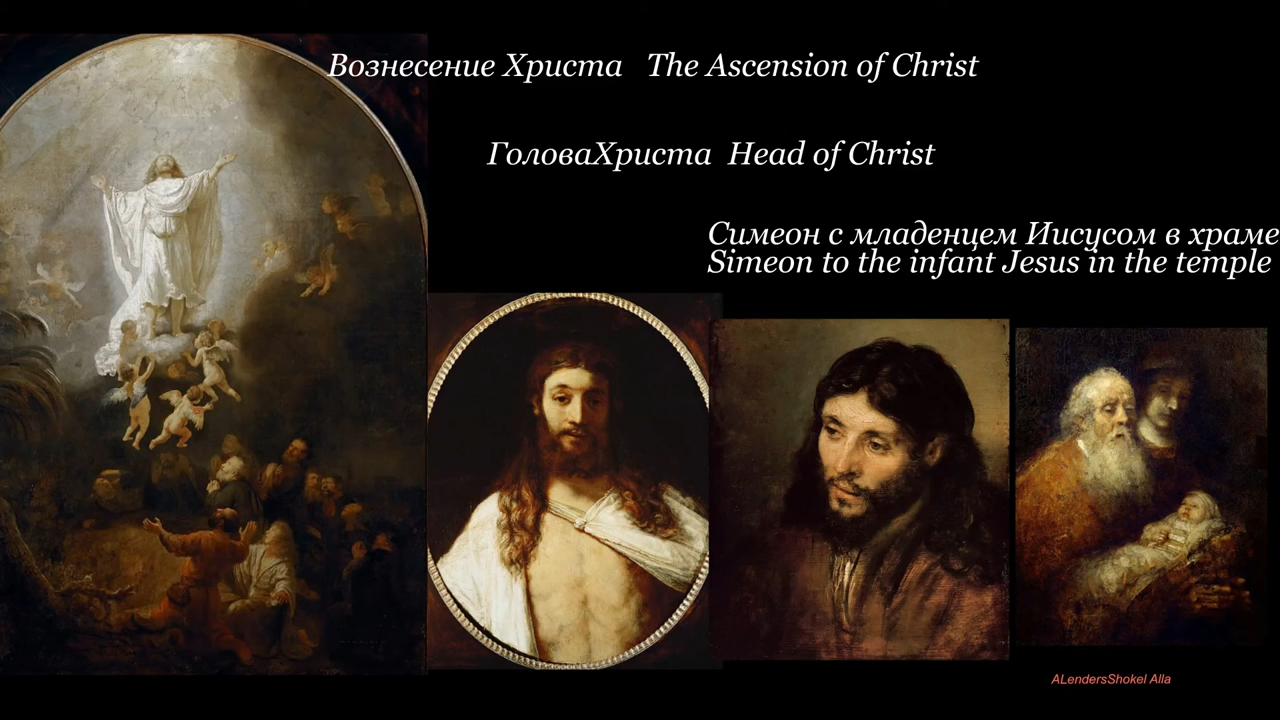 Вознесение Христа The Ascension of Christ
ГоловаХриста Head of Christ
Симеон с младенцем Иисусом в храме
Simeon to the infant Jesus in the temple
ALendersShokel Alla